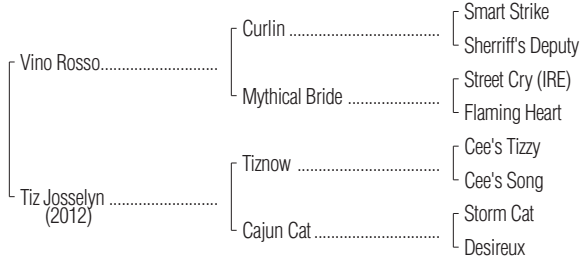 Smart Strike
Curlin
Sherriff's Deputy
Vino Rosso
Street Cry (IRE)
Mythical Bride
Flaming Heart
Cee's Tizzy
Tiznow
Cee's Song
Tiz Josselyn
(2012)
Storm Cat
Cajun Cat
Desireux